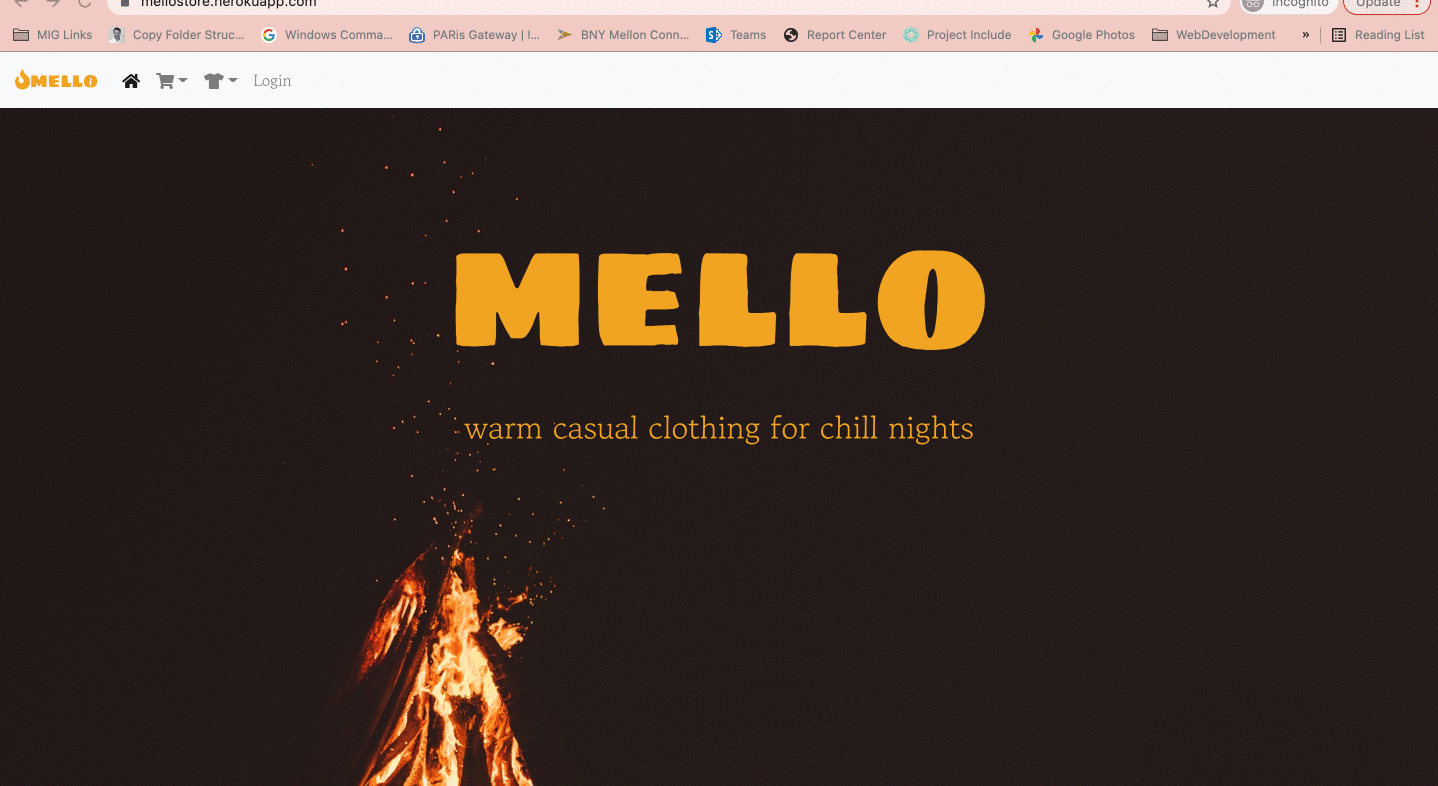 mellostore.herokuapp.com
Incognito
Update
MIG Links
Copy Folder Struc...
Windows Comma...
PARis Gateway | I...
BNY Mellon Conn...
Teams
Report Center
Project Include
Google Photos
WebDevelopment
»
Reading List
MELLO
Login
MELLO
warm casual clothing for chill nights